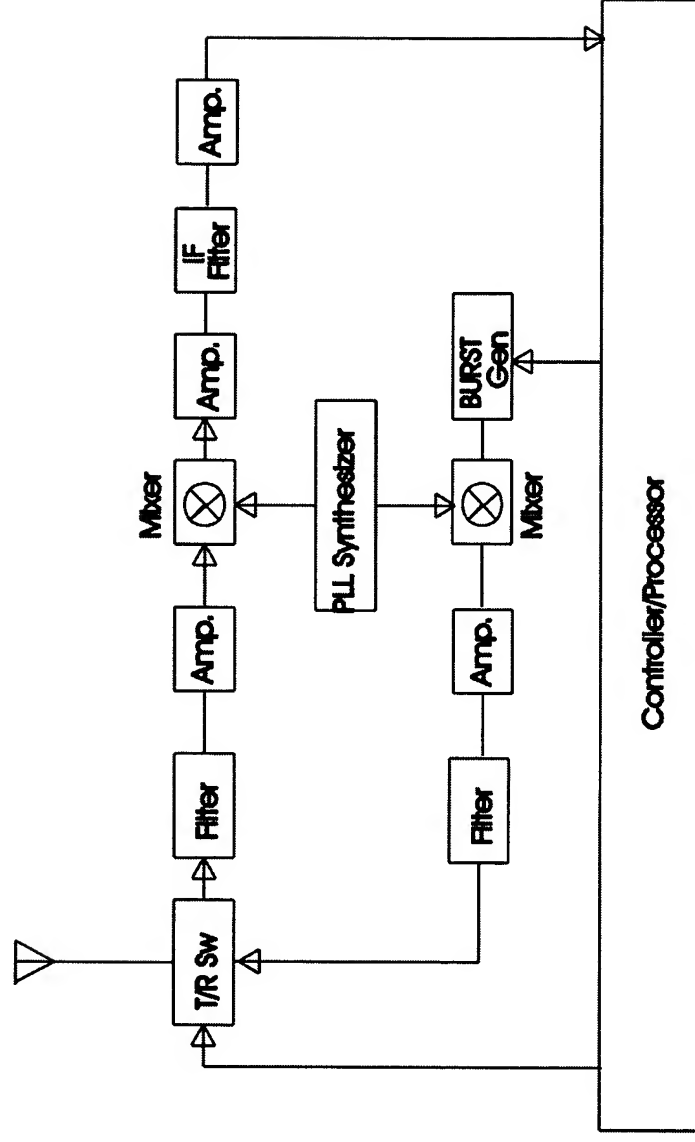 T/R Sw
Filter
Amp.
Mixer
Amp.
IF
Filter
Amp.
PLL Synthesizer
Filter
Amp.
Mixer
BURST
Gen
Controller/Processor